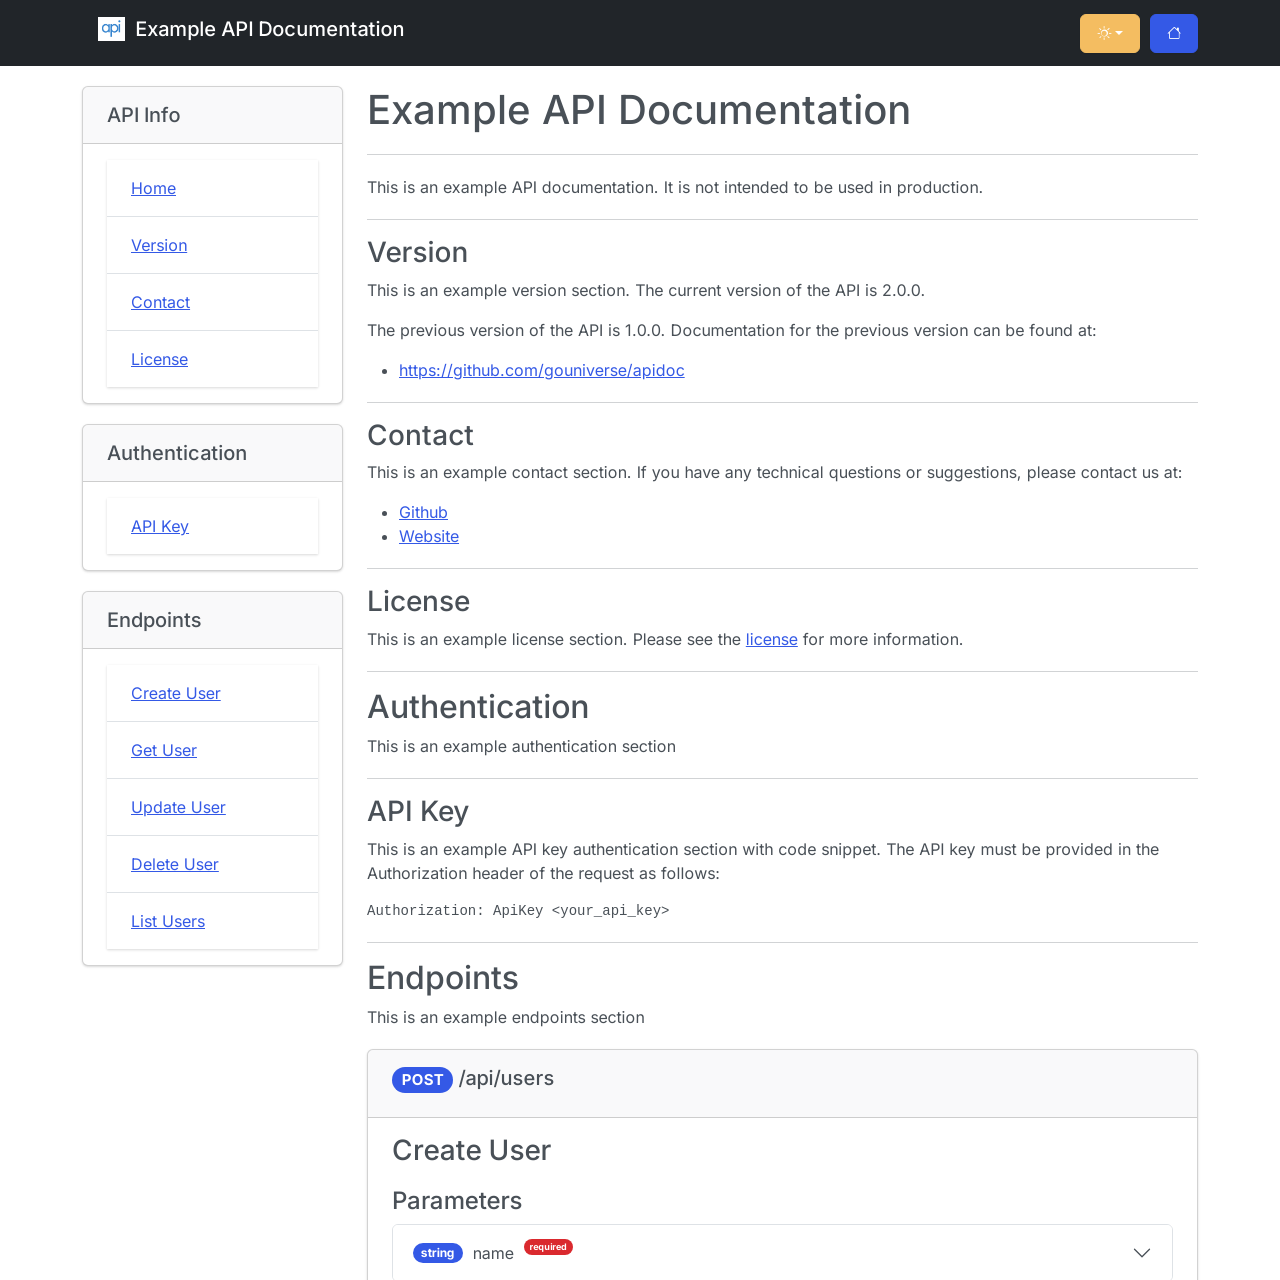 api Example API Documentation
API Info
Home
Version
Contact
License
Authentication
API Key
Endpoints
Create User
Get User
Update User
Delete User
List Users
Example API Documentation
This is an example API documentation. It is not intended to be used in production.
Version
This is an example version section. The current version of the API is 2.0.0.
The previous version of the API is 1.0.0. Documentation for the previous version can be found at:
https://github.com/gouniverse/apidoc
Contact
This is an example contact section. If you have any technical questions or suggestions, please contact us at:
Github
Website
License
This is an example license section. Please see the license for more information.
Authentication
This is an example authentication section
API Key
This is an example API key authentication section with code snippet. The API key must be provided in the
Authorization header of the request as follows:
Authorization: ApiKey <your_api_key>
Endpoints
This is an example endpoints section
POST /api/users
Create User
Parameters
string name required